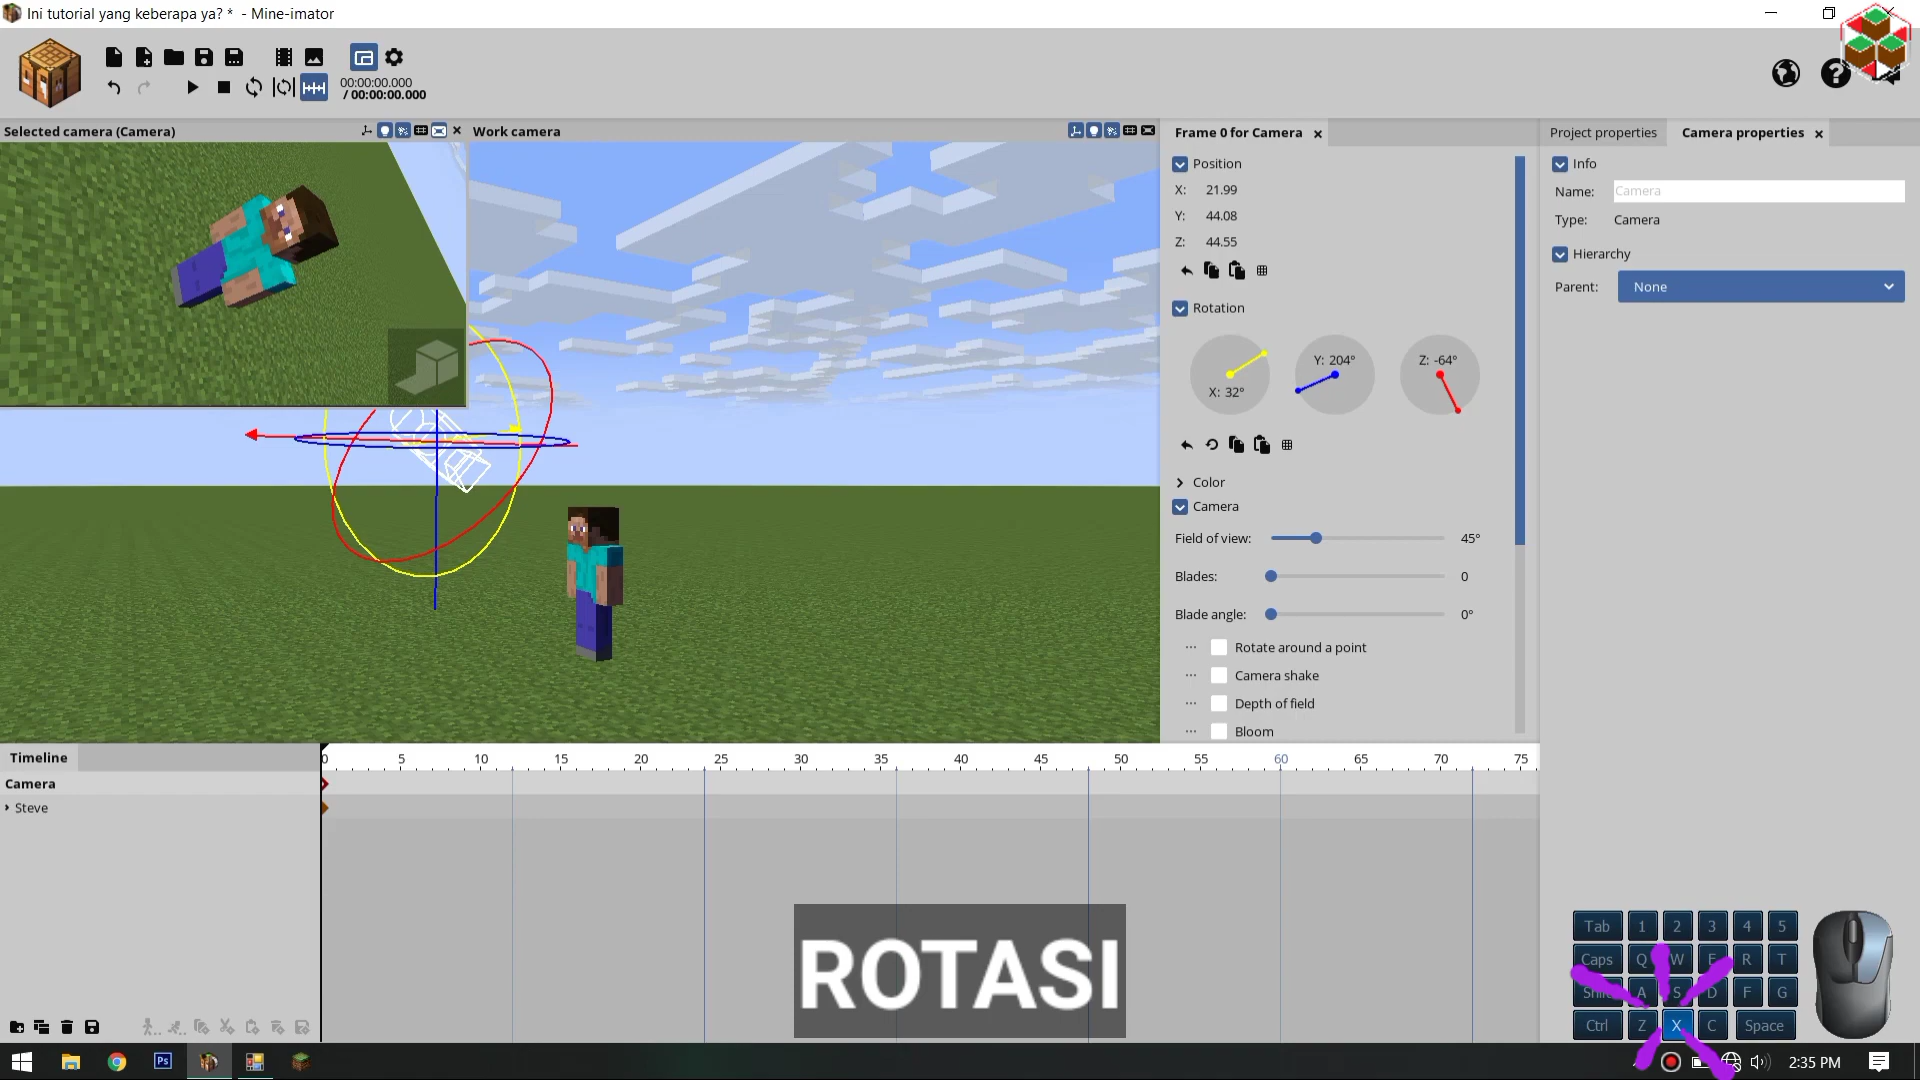 Ini tutorial yang keberapa ya? * - Mine-imator
00:00:00.000
/ 00:00:00.000
Selected camera (Camera)
Work camera
Frame 0 for Camera
Project properties
Camera properties
Position
X: 21.99
Y: 44.08
Z: 44.55
Rotation
X: 32°
Y: 204°
Z: -64°
Color
Camera
Field of view: 45°
Blades: 0
Blade angle: 0°
Rotate around a point
Camera shake
Depth of field
Bloom
Info
Name: Camera
Type: Camera
Hierarchy
Parent: None
Timeline
0 5 10 15 20 25 30 35 40 45 50 55 60 65 70 75
Camera
Steve
ROTASI
Tab 1 2 3 4 5
Caps Q W E R T
Shift A S D F G
Ctrl Z X C Space
Ps
2:35 PM